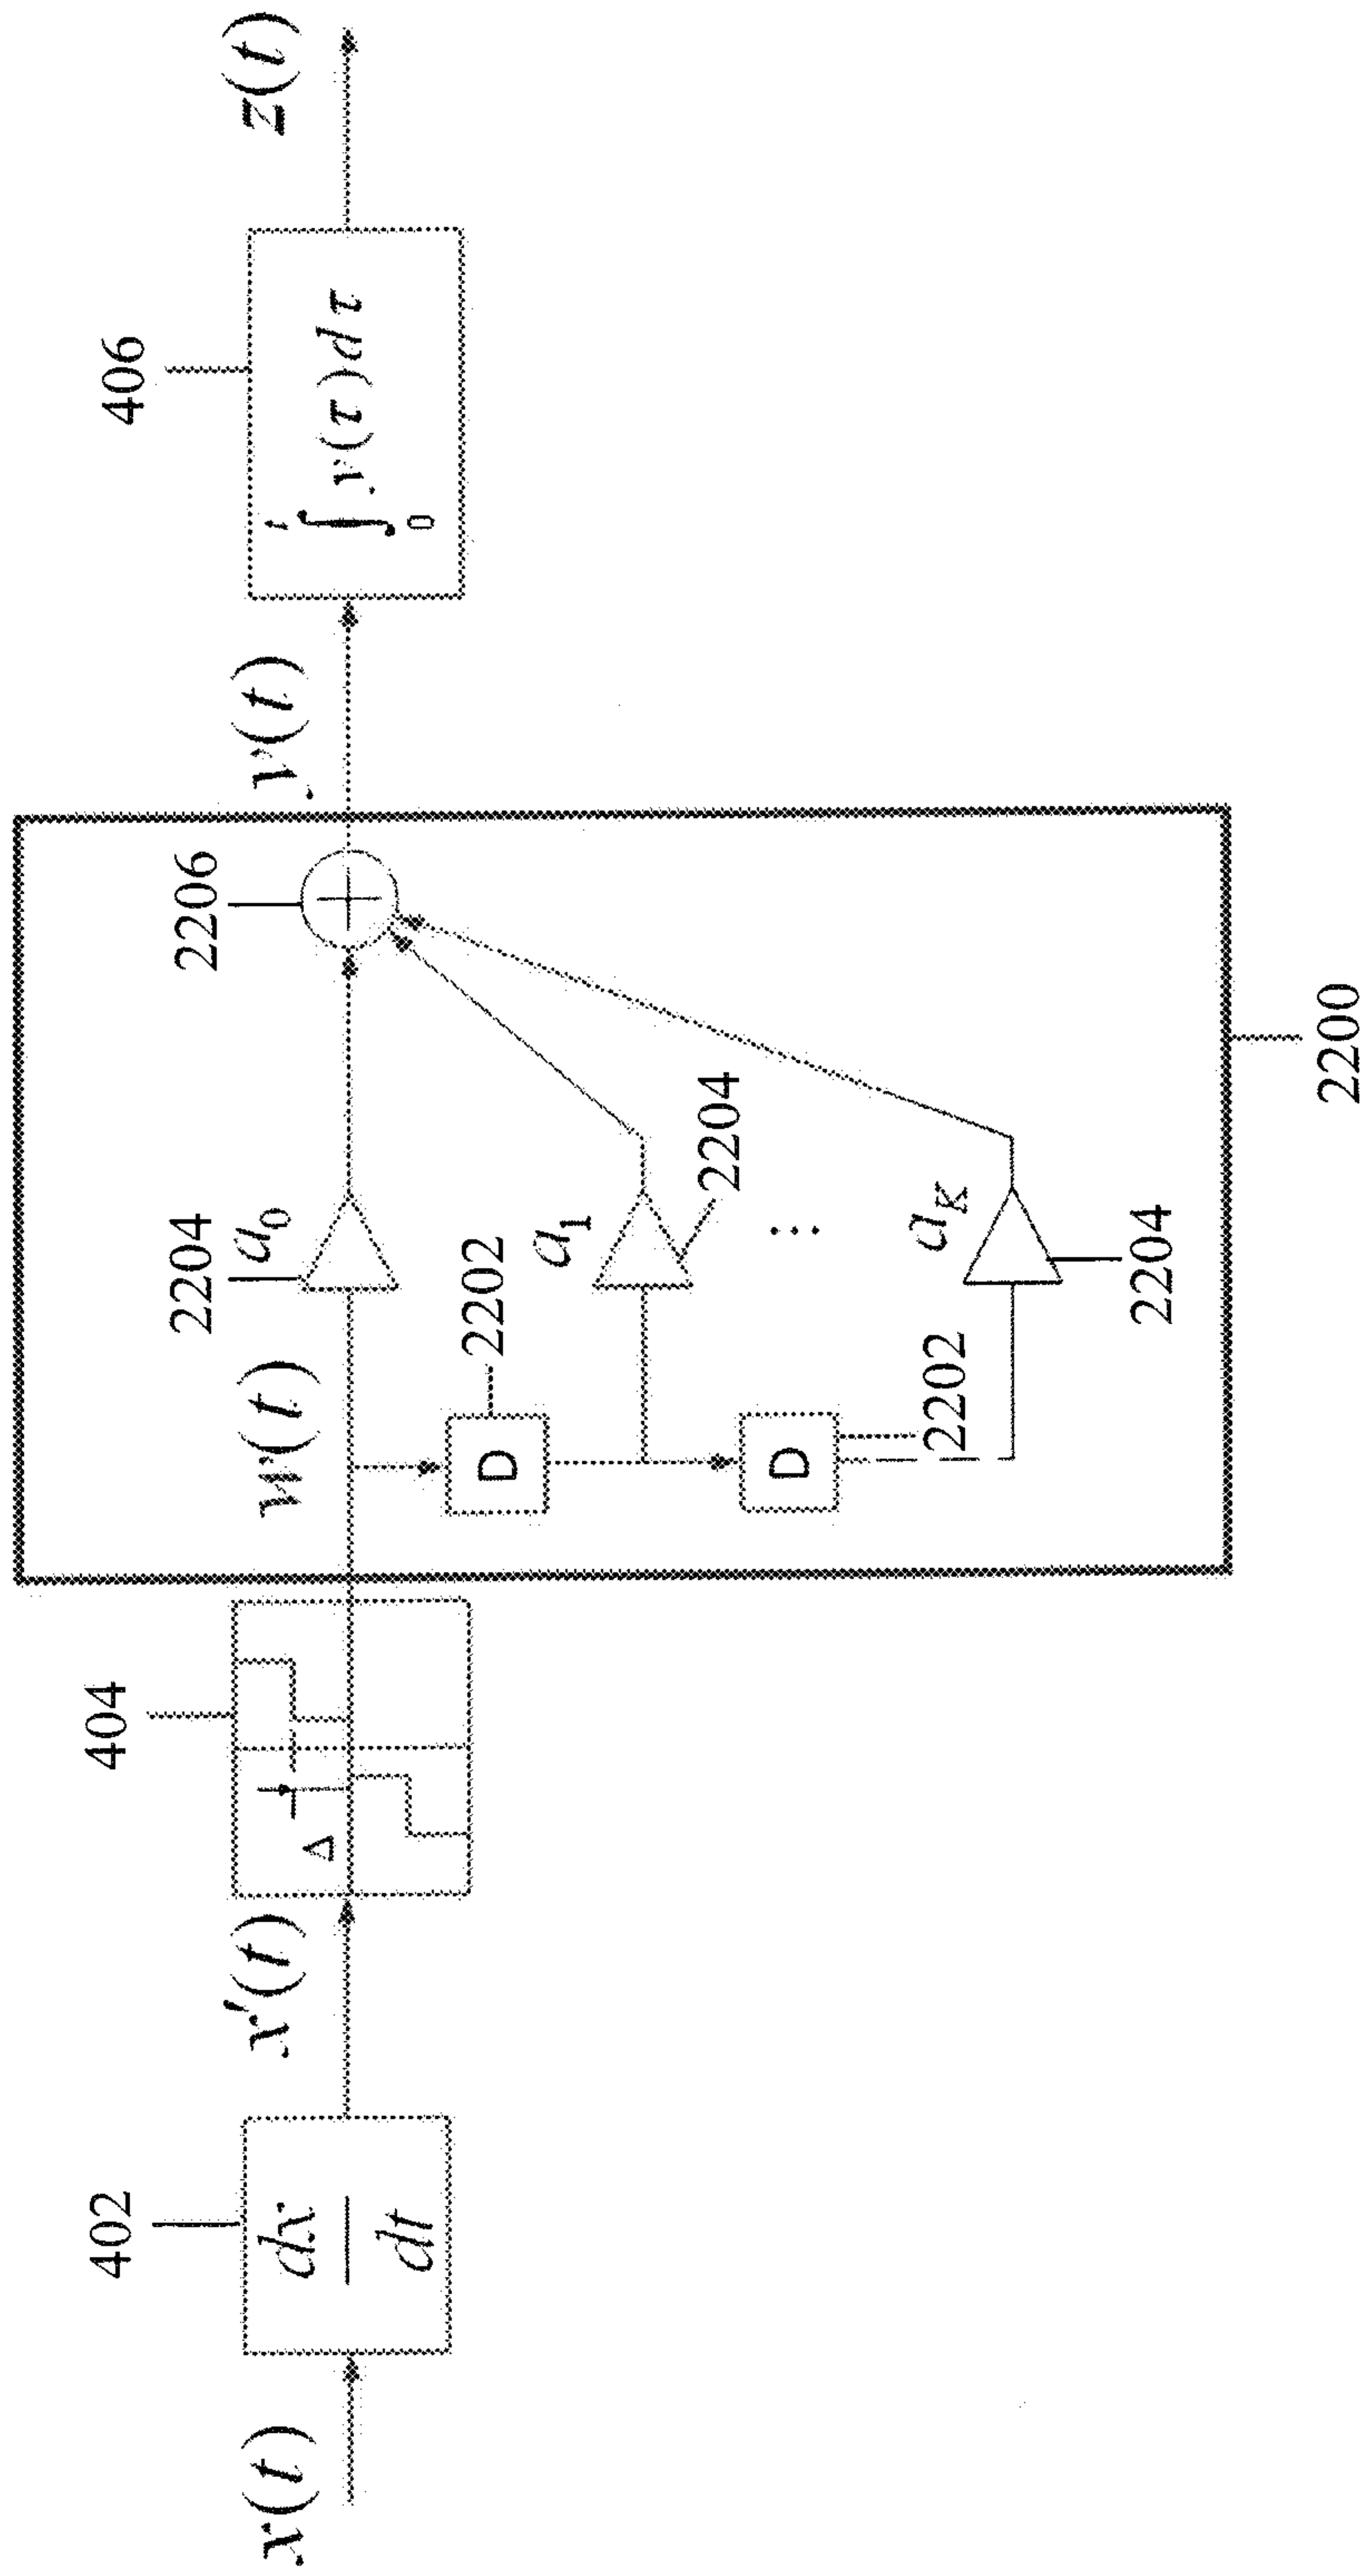 x(t)
402
dx
dt
x'(t)
404
Δ
w(t)
2204
a0
2202
D
a1
2204
⋮
D
2202
aK
2204
2206
2200
y(t)
406
∫0t y(τ)dτ
z(t)